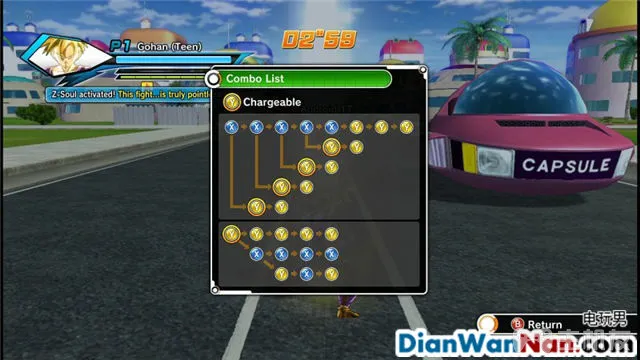 P1 Gohan (Teen)
02"59
Z-Soul activated! This fight...is truly pointl
Combo List
Y Chargeable
X X X X X Y Y Y
Y Y
Y Y
Y Y
Y Y
Y Y Y Y Y
X X X X
Y X Y
CAPSULE
B Return
电玩男
DianWanNan.com